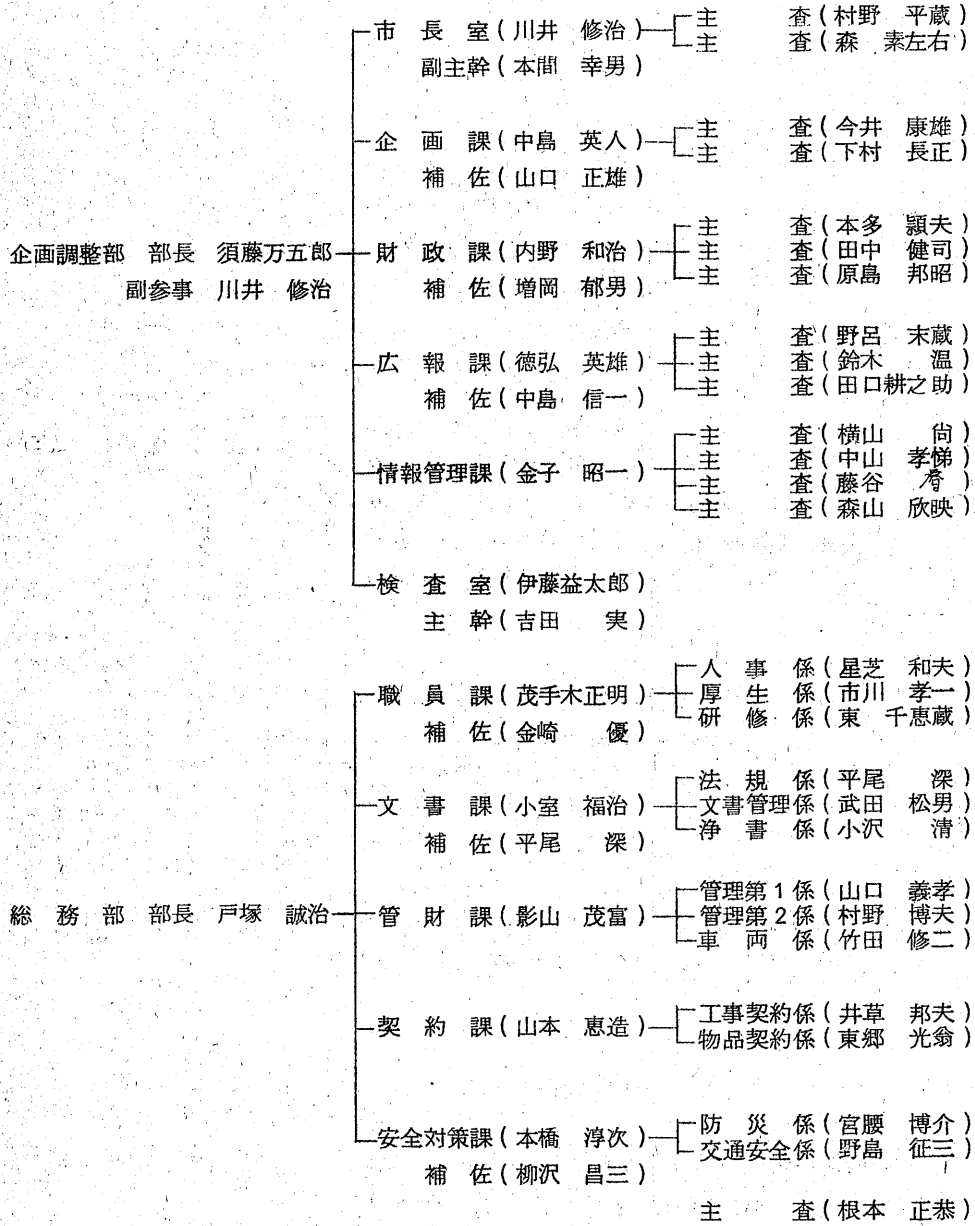 市長室(川井 修治) 主査(村野 平蔵)
主査(森 素左右)
副主幹(本間 幸男)
企画課(中島 英人) 主査(今井 康雄)
主査(下村 長正)
補佐(山口 正雄)
企画調整部 部長 須藤万五郎 財政課(内野 和治) 主査(本多 顕夫)
主査(田中 健司)
主査(原島 邦昭)
副参事 川井 修治 補佐(増岡 郁男)
広報課(徳弘 英雄) 主査(野呂 末蔵)
主査(鈴木 温)
主査(田口耕之助)
補佐(中島 信一)
情報管理課(金子 昭一) 主査(横山 尚)
主査(中山 孝悌)
主査(藤谷)
主査(森山 欣映)
検査室(伊藤益太郎)
主幹(吉田 実)
職員課(茂手木正明) 人事係(星芝 和夫)
厚生係(市川 孝一)
研修係(東 千恵蔵)
補佐(金崎 優)
文書課(小室 福治) 法規係(平尾 深)
文書管理係(武田 松男)
浄書係(小沢 清)
補佐(平尾 深)
総務部 部長 戸塚 誠治 管財課(影山 茂富) 管理第1係(山口 義孝)
管理第2係(村野 博夫)
車両係(竹田 修二)
契約課(山本 恵造) 工事契約係(井草 邦夫)
物品契約係(東郷 光翁)
安全対策課(本橋 淳次) 防災係(宮腰 博介)
交通安全係(野島 征三)
補佐(柳沢 昌三)
主査(根本 正恭)